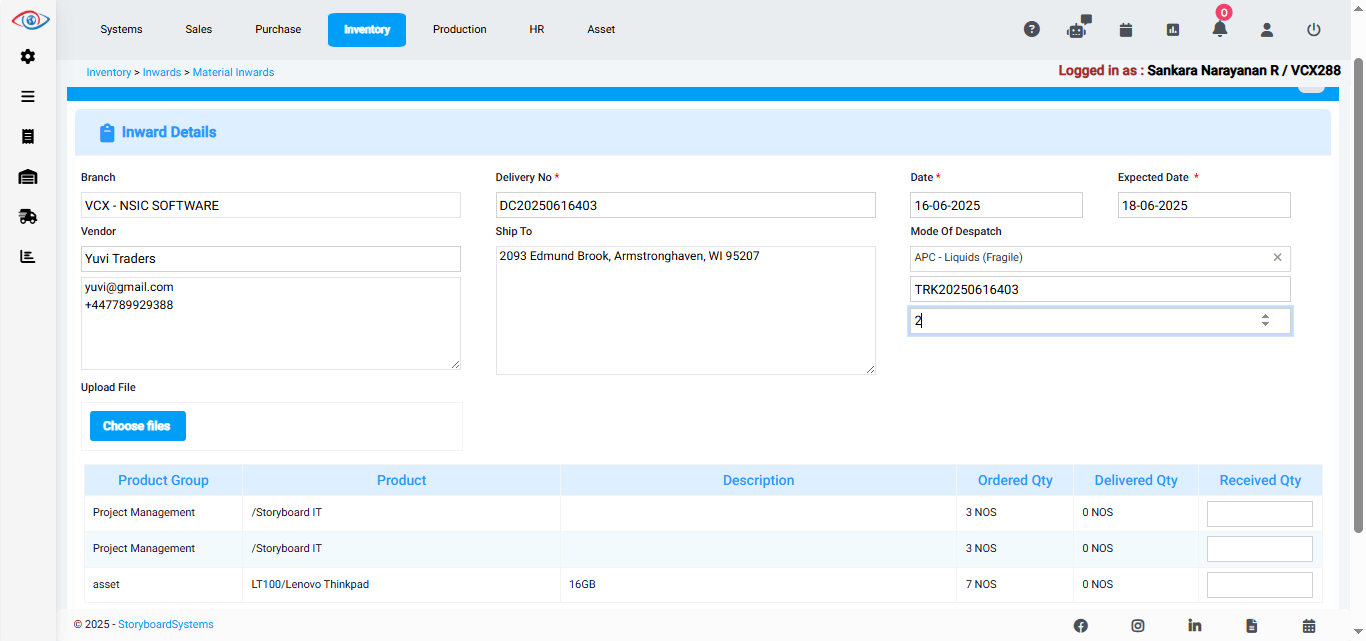 Systems Sales Purchase Inventory Production HR Asset 0
Inventory > Inwards > Material Inwards Logged in as : Sankara Narayanan R / VCX288
Inward Details
Branch Delivery No * Date * Expected Date *
VCX - NSIC SOFTWARE DC20250616403 16-06-2025 18-06-2025
Vendor Ship To Mode Of Despatch
Yuvi Traders 2093 Edmund Brook, Armstronghaven, WI 95207 APC - Liquids (Fragile)
yuvi@gmail.com TRK20250616403
+447789929388 2
Upload File
Choose files
Product Group Product Description Ordered Qty Delivered Qty Received Qty
Project Management /Storyboard IT 3 NOS 0 NOS
Project Management /Storyboard IT 3 NOS 0 NOS
asset LT100/Lenovo Thinkpad 16GB 7 NOS 0 NOS
© 2025 - StoryboardSystems